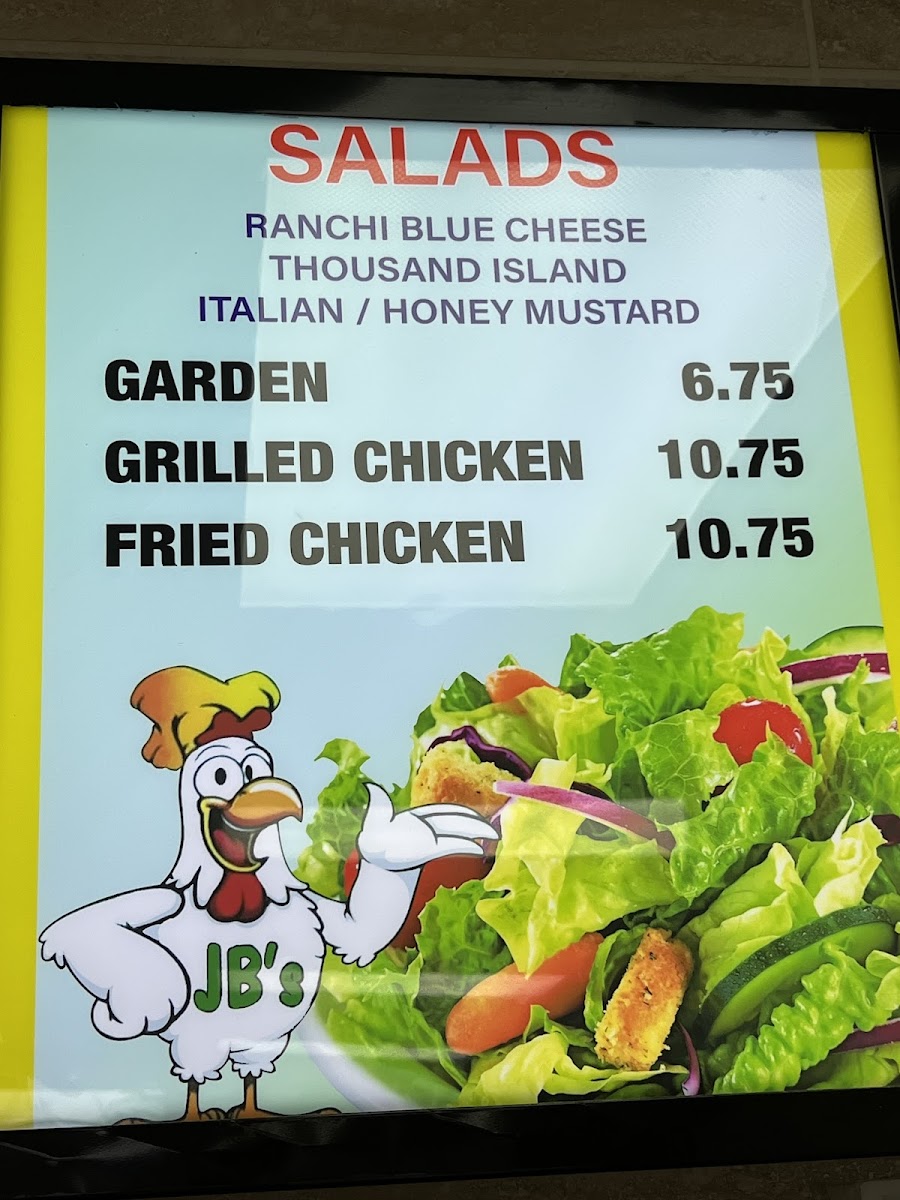 SALADS
RANCHI BLUE CHEESE
THOUSAND ISLAND
ITALIAN / HONEY MUSTARD
GARDEN 6.75
GRILLED CHICKEN 10.75
FRIED CHICKEN 10.75
JB's